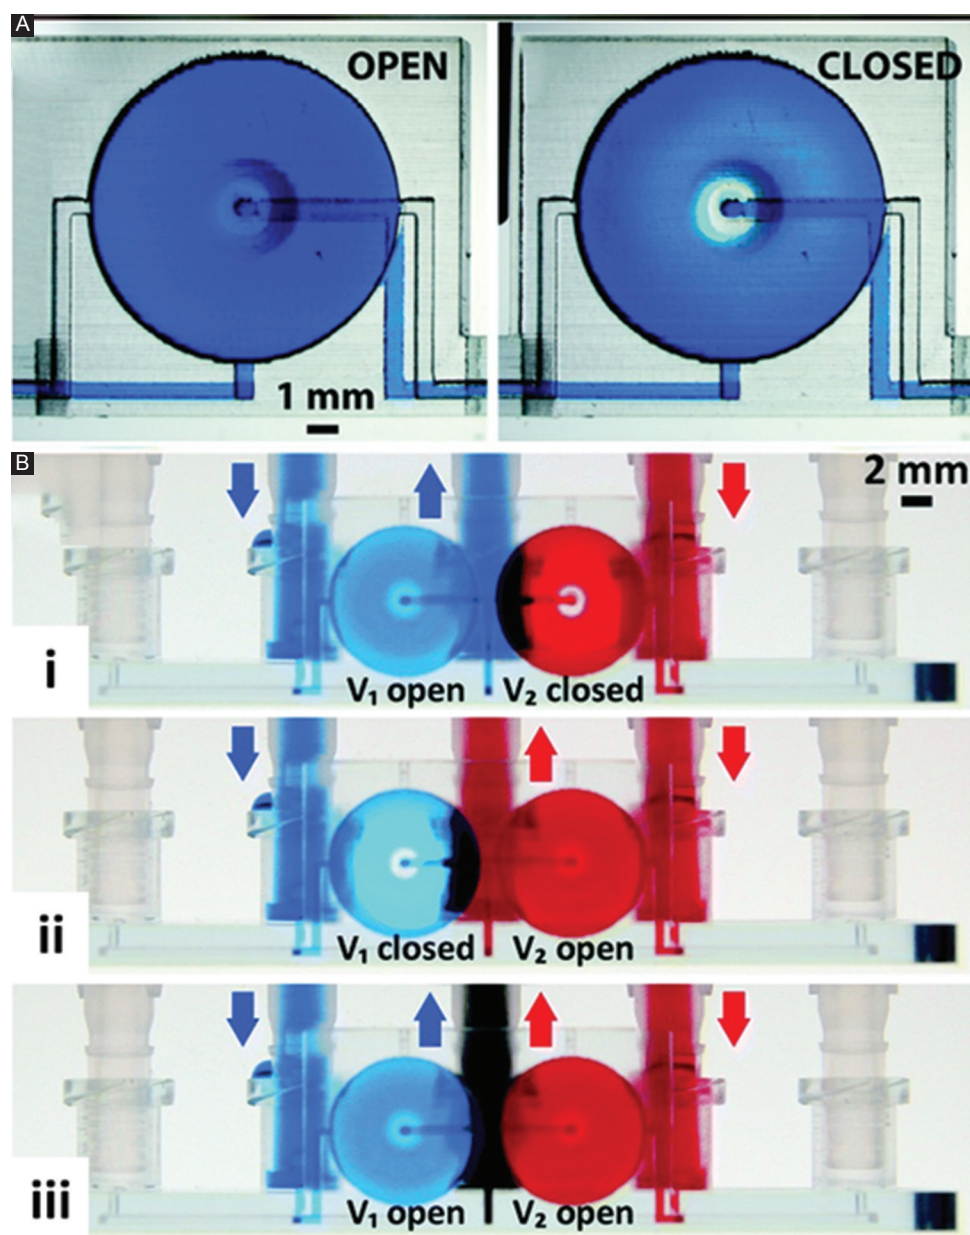 A
OPEN
CLOSED
1 mm
B
2 mm
i
V₁ open
V₂ closed
ii
V₁ closed
V₂ open
iii
V₁ open
V₂ open